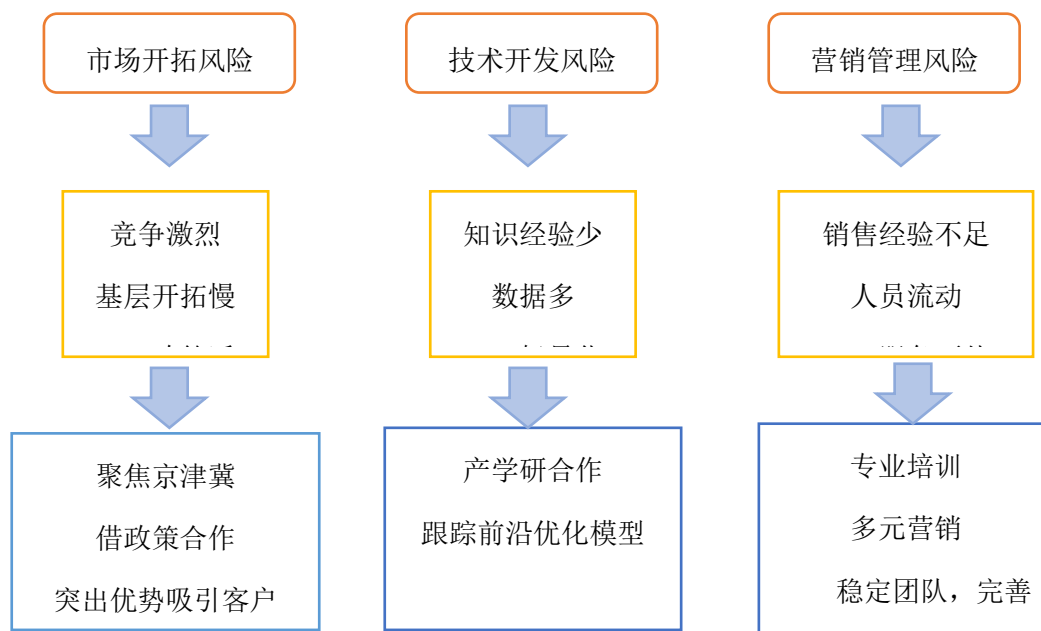 市场开拓风险
技术开发风险
营销管理风险
竞争激烈
基层开拓慢
知识经验少
数据多
销售经验不足
人员流动
聚焦京津冀
借政策合作
突出优势吸引客户
产学研合作
跟踪前沿优化模型
专业培训
多元营销
稳定团队，完善